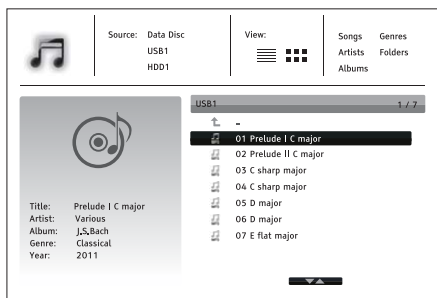 Source: Data Disc
USB1
HDD1
View:
Songs Genres
Artists Folders
Albums
USB1 1 / 7
-
01 Prelude I C major
02 Prelude II C major
03 C sharp major
04 C sharp major
05 D major
06 D major
07 E flat major
Title: Prelude I C major
Artist: Various
Album: J.S.Bach
Genre: Classical
Year: 2011